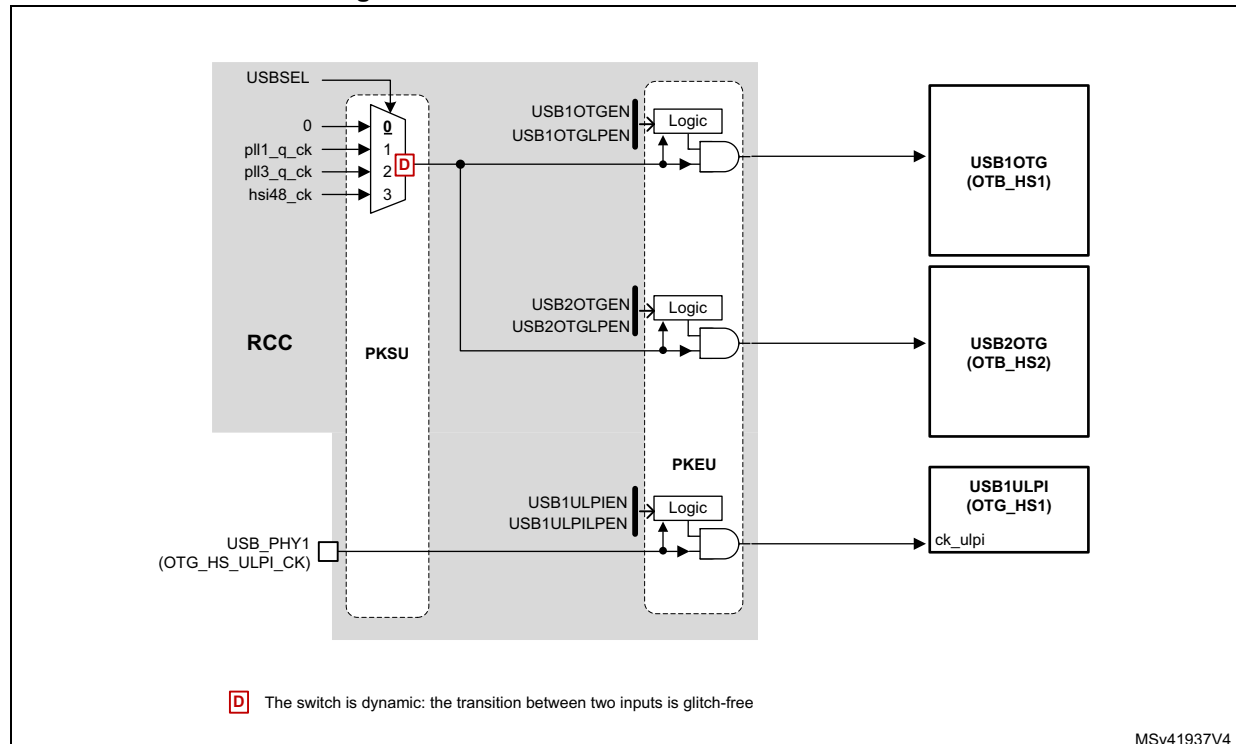 USBSEL
0
pll1_q_ck
pll3_q_ck
hsi48_ck
0
1
2
3
D
USB1OTGEN
USB1OTGLPEN
Logic
USB1OTG
(OTB_HS1)
USB2OTGEN
USB2OTGLPEN
Logic
USB2OTG
(OTB_HS2)
RCC
PKSU
PKEU
USB1ULPIEN
USB1ULPILPEN
Logic
USB1ULPI
(OTG_HS1)
ck_ulpi
USB_PHY1
(OTG_HS_ULPI_CK)
D The switch is dynamic: the transition between two inputs is glitch-free
MSv41937V4